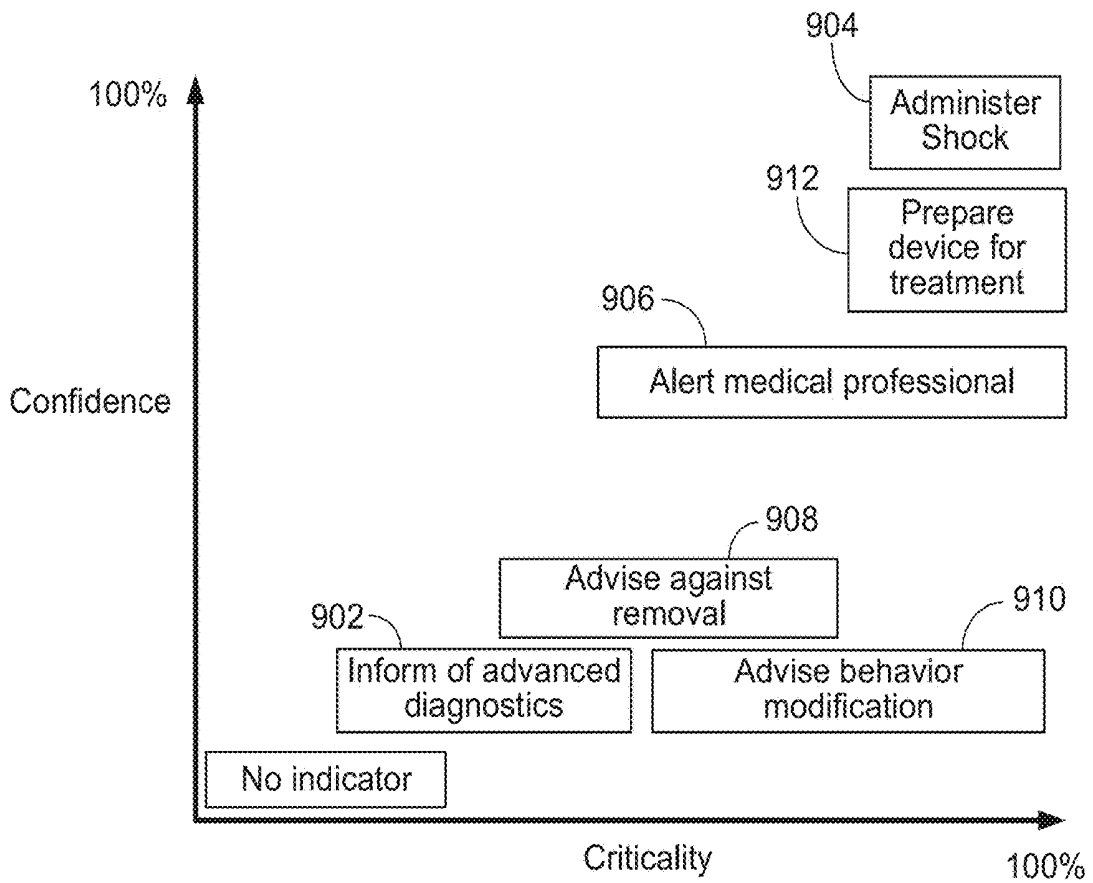 904
100%
Administer
Shock
912
Prepare
device for
treatment
906
Alert medical professional
Confidence
908
Advise against
removal
910
902
Inform of advanced
diagnostics
Advise behavior
modification
No indicator
Criticality
100%